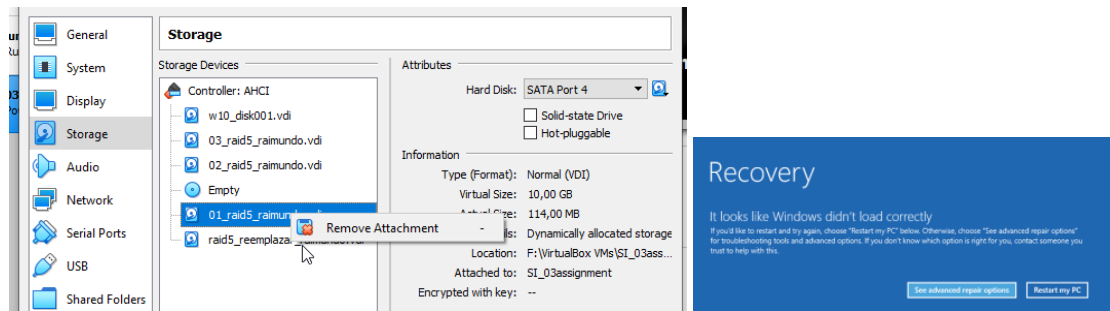 General
System
Display
Storage
Audio
Network
Serial Ports
USB
Shared Folders
Storage
Storage Devices
Controller: AHCI
w10_disk001.vdi
03_raid5_raimundo.vdi
02_raid5_raimundo.vdi
Empty
01_raid5_raimun
Remove Attachment -
raid5_reemplaza
Attributes
Hard Disk: SATA Port 4
Solid-state Drive
Hot-pluggable
Information
Type (Format): Normal (VDI)
Virtual Size: 10,00 GB
Size: 114,00 MB
Dynamically allocated storage
Location: F:\VirtualBox VMs\SI_03ass...
Attached to: SI_03assignment
Encrypted with key: --
Recovery
It looks like Windows didn't load correctly
If you'd like to restart and try again, choose "Restart my PC" below. Otherwise, choose "See advanced repair options"
for troubleshooting tools and advanced options. If you don't know which option is right for you, contact someone you
trust to help with this.
See advanced repair options
Restart my PC